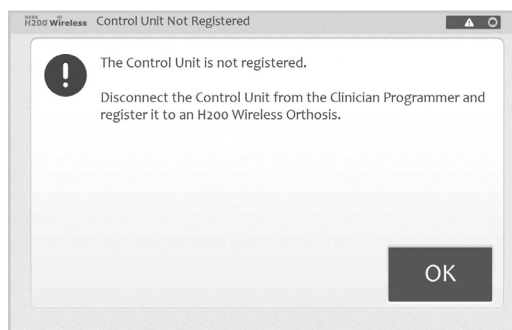 NESS
H200 Wireless Control Unit Not Registered
The Control Unit is not registered.
Disconnect the Control Unit from the Clinician Programmer and
register it to an H200 Wireless Orthosis.
OK